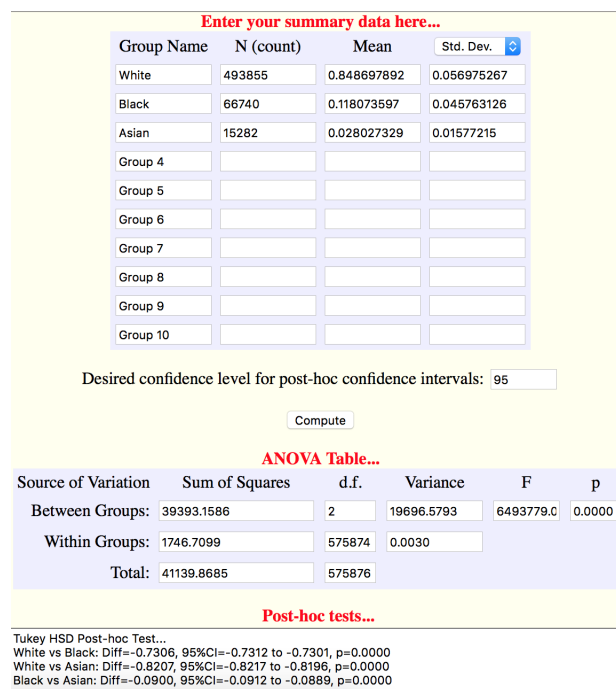 Enter your summary data here...
Group Name N (count) Mean Std. Dev.
White 493855 0.848697892 0.056975267
Black 66740 0.118073597 0.045763126
Asian 15282 0.028027329 0.01577215
Group 4
Group 5
Group 6
Group 7
Group 8
Group 9
Group 10
Desired confidence level for post-hoc confidence intervals: 95
Compute
ANOVA Table...
Source of Variation Sum of Squares d.f. Variance F p
Between Groups: 39393.1586 2 19696.5793 6493779.0 0.0000
Within Groups: 1746.7099 575874 0.0030
Total: 41139.8685 575876
Post-hoc tests...
Tukey HSD Post-hoc Test...
White vs Black: Diff=-0.7306, 95%CI=-0.7312 to -0.7301, p=0.0000
White vs Asian: Diff=-0.8207, 95%CI=-0.8217 to -0.8196, p=0.0000
Black vs Asian: Diff=-0.0900, 95%CI=-0.0912 to -0.0889, p=0.0000